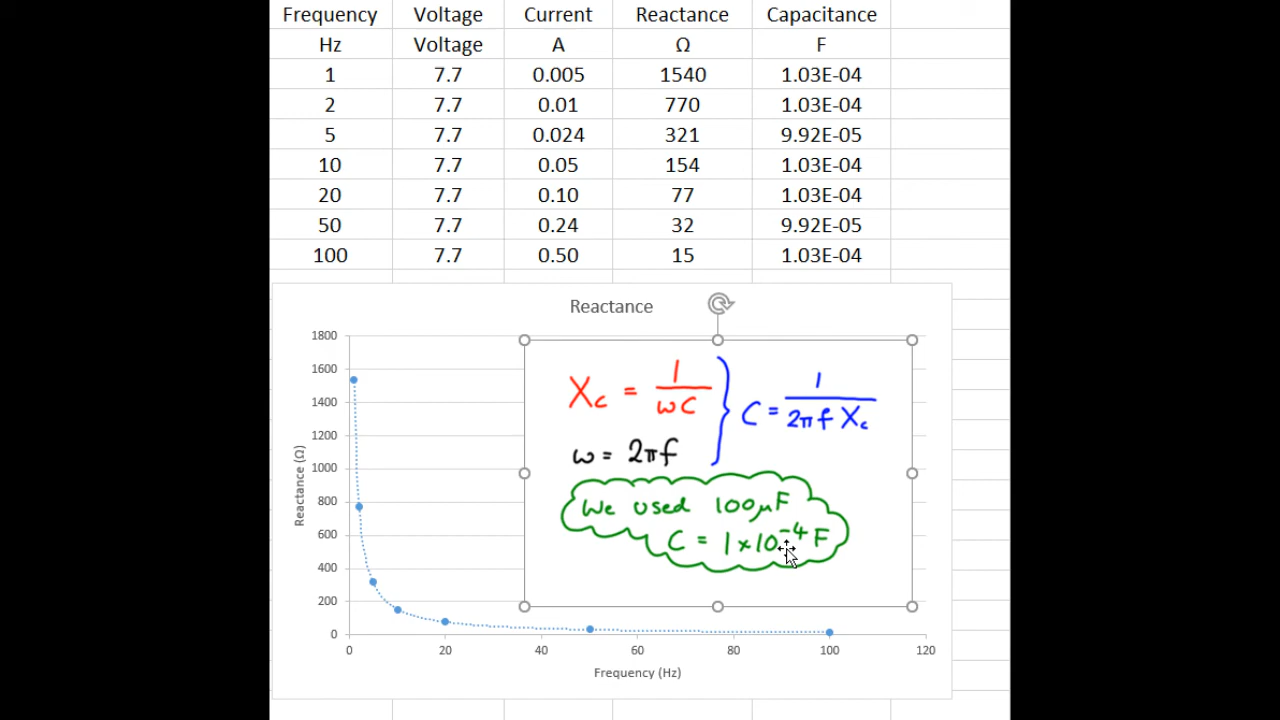 Frequency Voltage Current Reactance Capacitance
Hz Voltage A Ω F
1 7.7 0.005 1540 1.03E-04
2 7.7 0.01 770 1.03E-04
5 7.7 0.024 321 9.92E-05
10 7.7 0.05 154 1.03E-04
20 7.7 0.10 77 1.03E-04
50 7.7 0.24 32 9.92E-05
100 7.7 0.50 15 1.03E-04
Reactance
1800
1600
1400
1200
1000
800
600
400
200
0
Reactance (Ω)
0 20 40 60 80 100 120
Frequency (Hz)
Xc = 1/ωC
ω = 2πf
} C = 1/2πf Xc
We used 100μF
C = 1×10⁻⁴ F